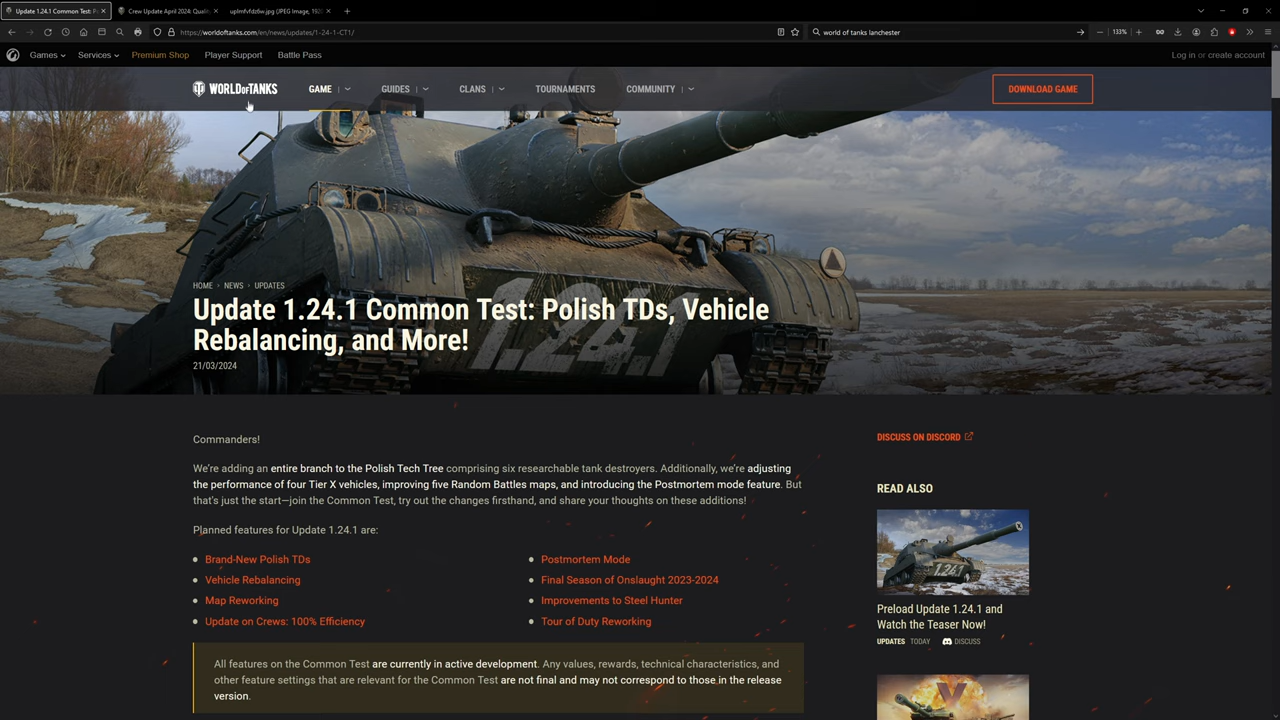 Update 1.24.1 Common Test: P
Crew Update April 2024: Qualit
uplmfvfdz6w.jpg (JPEG Image, 1920
https://worldoftanks.com/en/news/updates/1-24-1-CT1/
133%
world of tanks lanchester
Games
Services
Premium Shop
Player Support
Battle Pass
Log in or create account
WORLD OF TANKS
GAME
GUIDES
CLANS
TOURNAMENTS
COMMUNITY
DOWNLOAD GAME
1.24.1
HOME
NEWS
UPDATES
Update 1.24.1 Common Test: Polish TDs, Vehicle
Rebalancing, and More!
21/03/2024
Commanders!
We're adding an entire branch to the Polish Tech Tree comprising six researchable tank destroyers. Additionally, we're adjusting
the performance of four Tier X vehicles, improving five Random Battles maps, and introducing the Postmortem mode feature. But
that's just the start—join the Common Test, try out the changes firsthand, and share your thoughts on these additions!
Planned features for Update 1.24.1 are:
Brand-New Polish TDs
Vehicle Rebalancing
Map Reworking
Update on Crews: 100% Efficiency
Postmortem Mode
Final Season of Onslaught 2023-2024
Improvements to Steel Hunter
Tour of Duty Reworking
All features on the Common Test are currently in active development. Any values, rewards, technical characteristics, and
other feature settings that are relevant for the Common Test are not final and may not correspond to those in the release
version.
DISCUSS ON DISCORD
READ ALSO
1.24.1
Preload Update 1.24.1 and
Watch the Teaser Now!
UPDATES
TODAY
DISCUSS